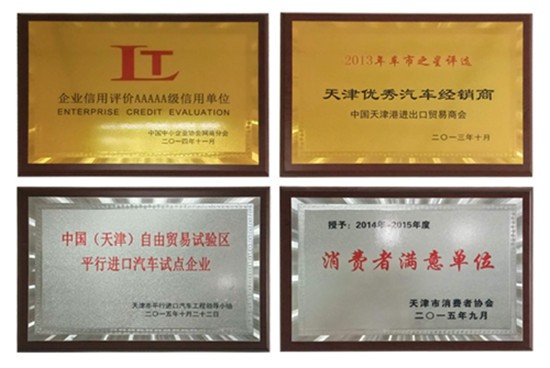 LT
企业信用评价AAAAA级信用单位
ENTERPRISE CREDIT EVALUATION
中国中小企业协会网商分会
二〇一四年十一月
2013年车市之星评选
天津优秀汽车经销商
中国天津港进出口贸易商会
二〇一三年十月
中国（天津）自由贸易试验区
平行进口汽车试点企业
天津市平行进口汽车工程领导小组
二〇一五年十月二十二日
授予：2014年-2015年度
消费者满意单位
天津市消费者协会
二〇一五年九月